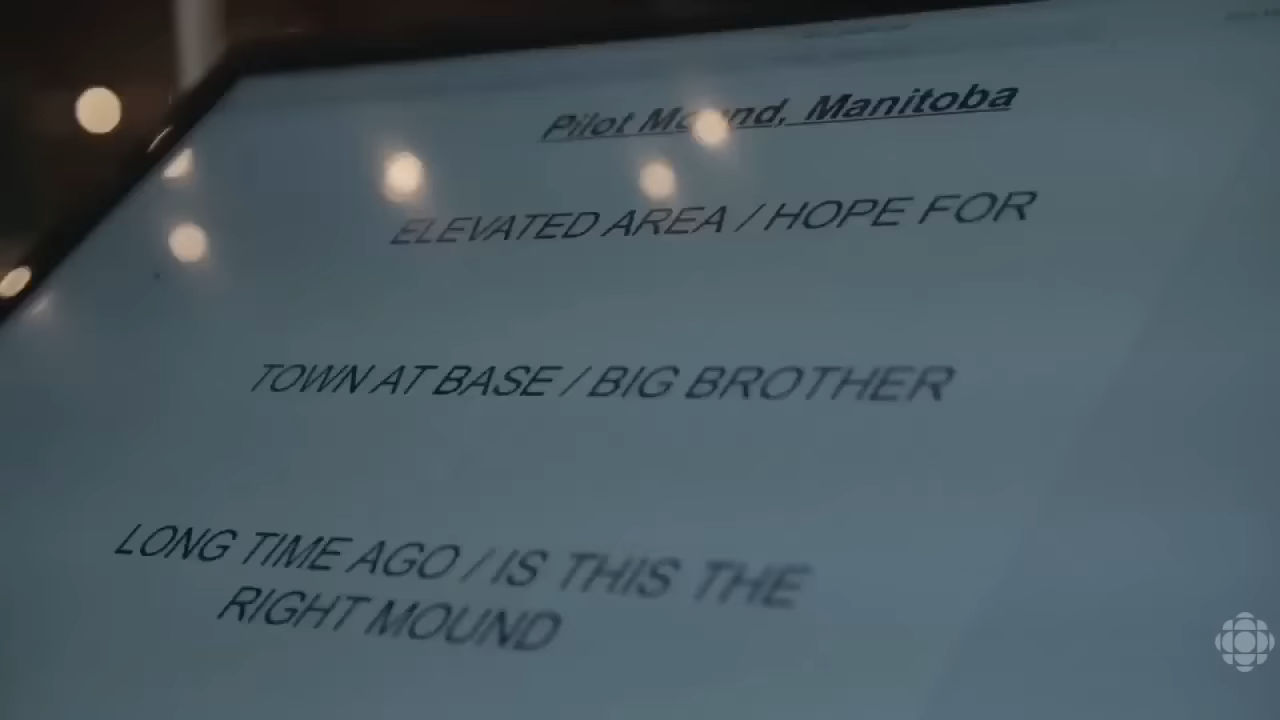 Pilot Mound, Manitoba
ELEVATED AREA / HOPE FOR
TOWN AT BASE / BIG BROTHER
LONG TIME AGO / IS THIS THE
RIGHT MOUND